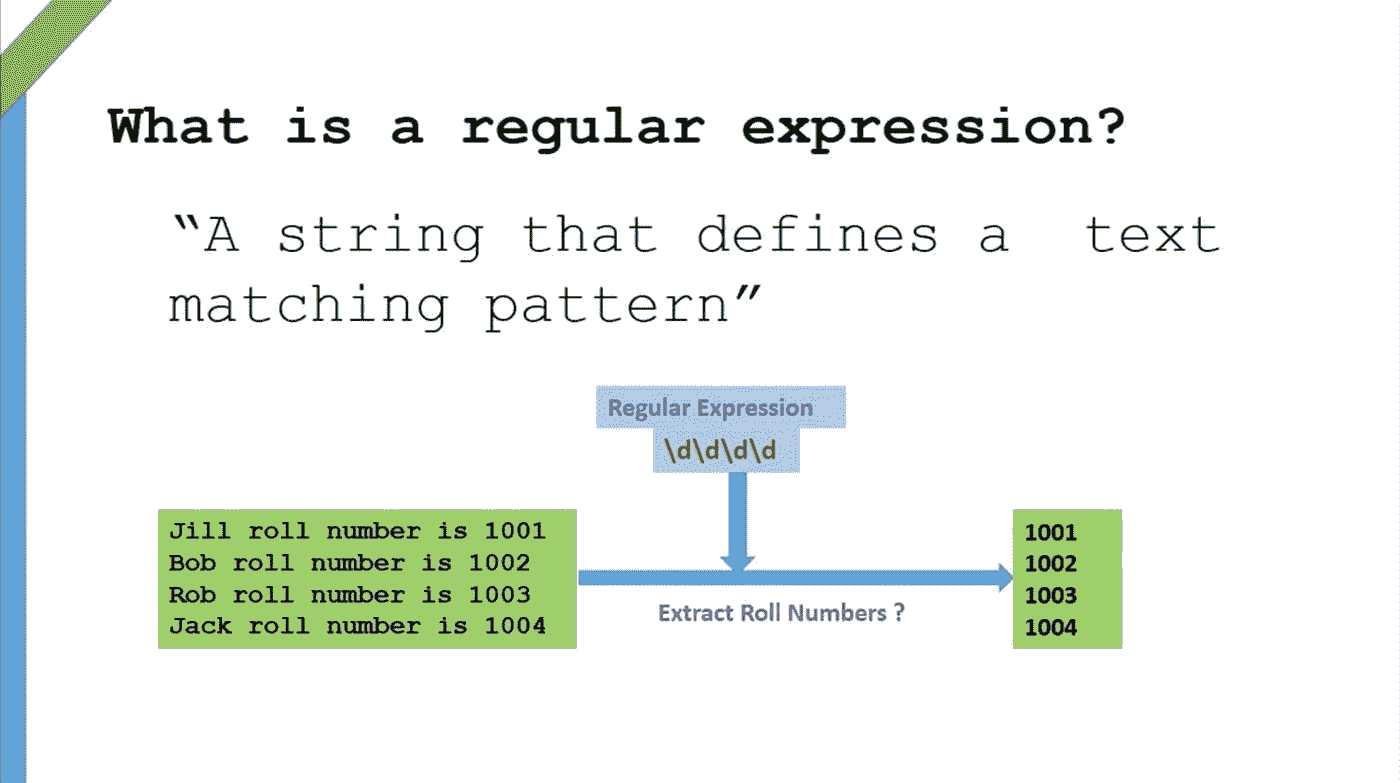 What is a regular expression?
“A string that defines a  text
matching pattern”
Regular Expression
\d\d\d\d
Jill roll number is 1001
Bob roll number is 1002
Rob roll number is 1003
Jack roll number is 1004
Extract Roll Numbers ?
1001
1002
1003
1004